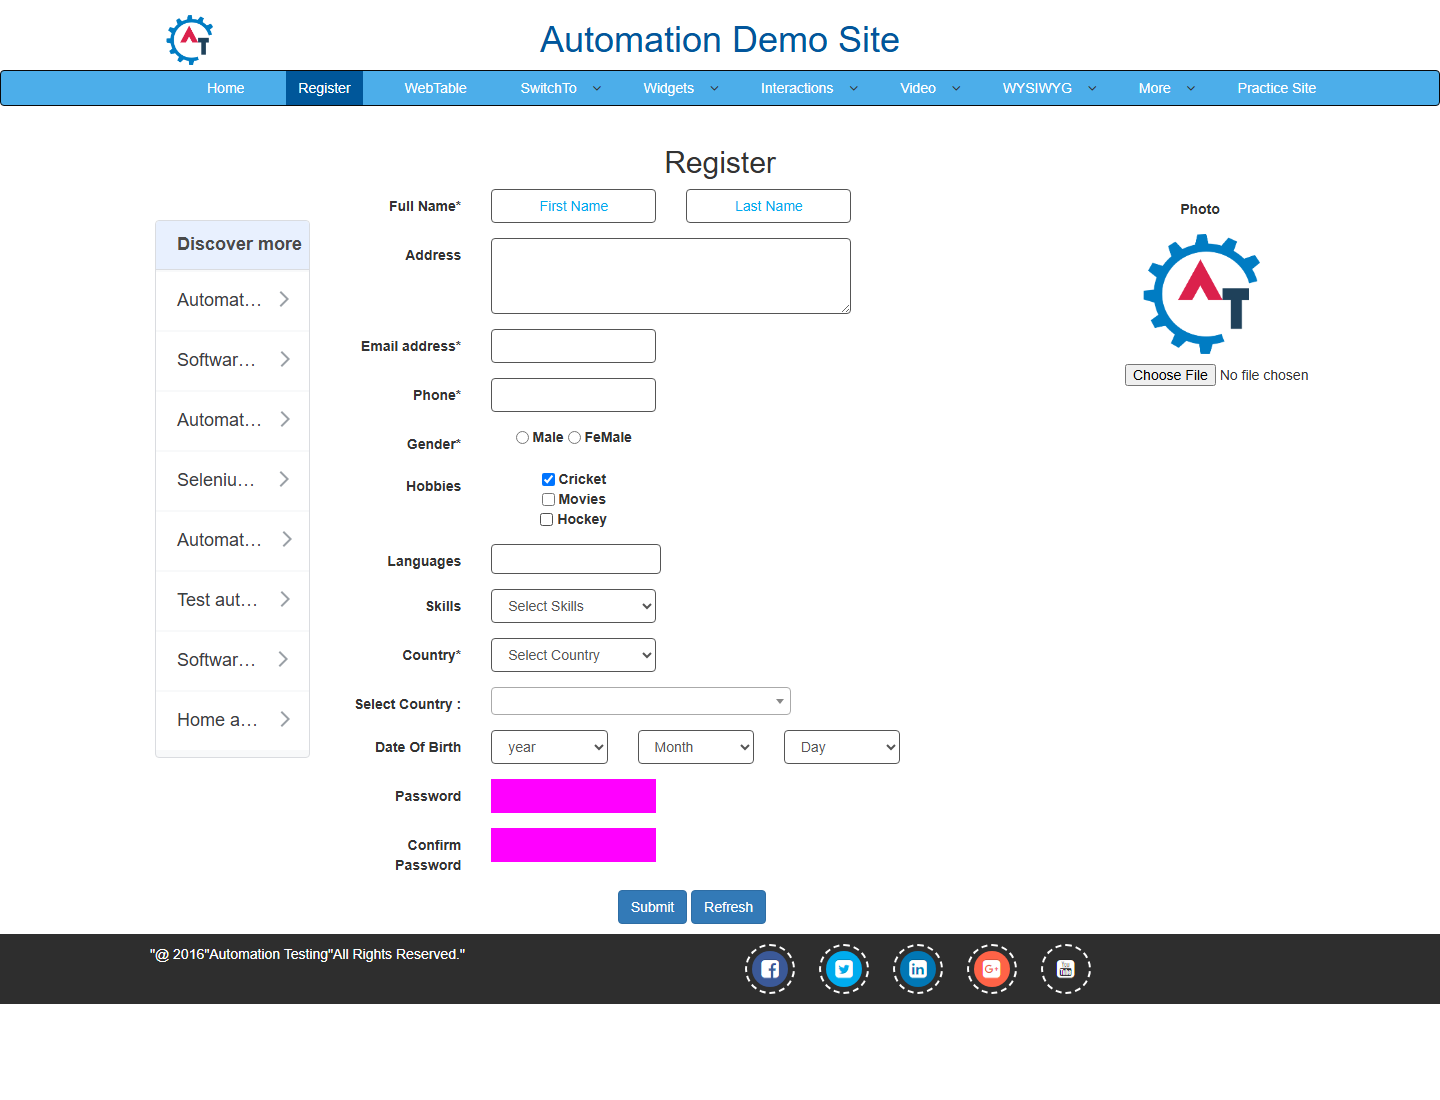 Automation Demo Site
Home Register WebTable SwitchTo Widgets Interactions Video WYSIWYG More Practice Site
Register
Full Name* First Name Last Name
Photo
Discover more
Address
Automat...
Email address*
Softwar...
No file chosen
Choose File
Phone*
Automat...
Gender* Male FeMale
Seleniu...
Hobbies Cricket
Movies
Hockey
Automat...
Languages
Test aut...
Skills Select Skills
Country* Select Country
Softwar...
Select Country :
Home a...
Date Of Birth year Month Day
Password
Confirm
Password
Submit Refresh
"@ 2016"Automation Testing"All Rights Reserved."